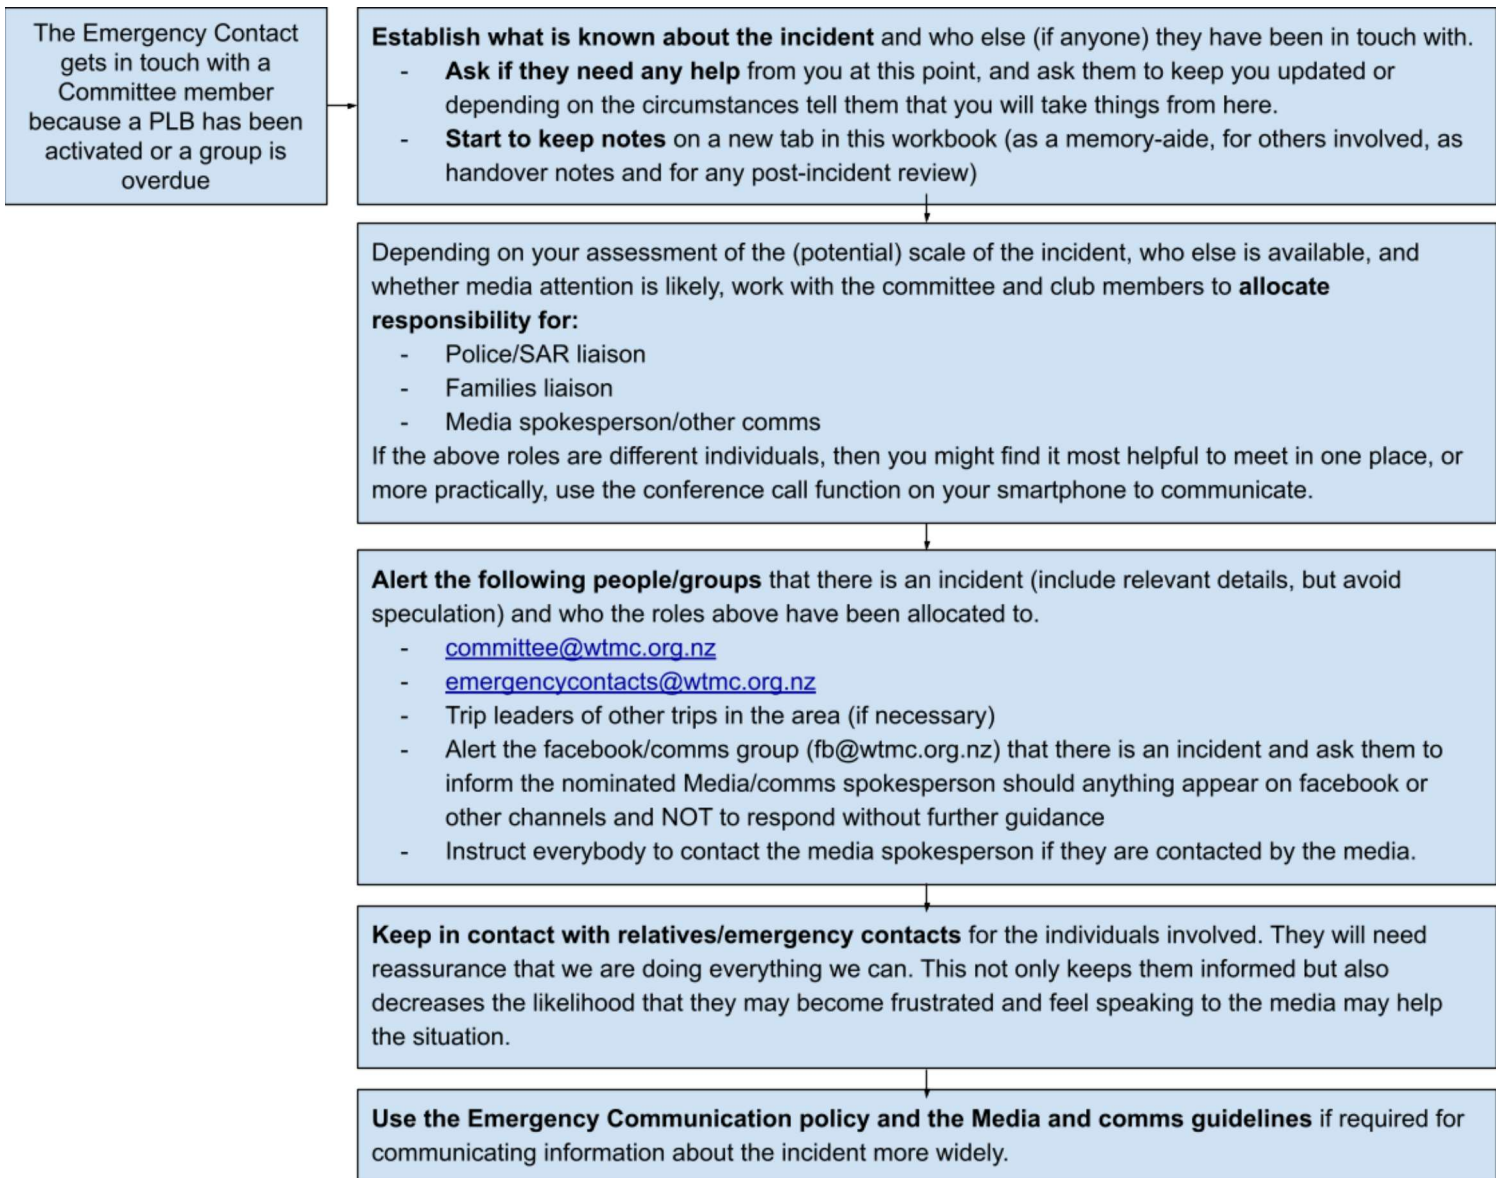 The Emergency Contact
gets in touch with a
Committee member
because a PLB has been
activated or a group is
overdue
Establish what is known about the incident and who else (if anyone) they have been in touch with.
- Ask if they need any help from you at this point, and ask them to keep you updated or
depending on the circumstances tell them that you will take things from here.
- Start to keep notes on a new tab in this workbook (as a memory-aide, for others involved, as
handover notes and for any post-incident review)
Depending on your assessment of the (potential) scale of the incident, who else is available, and
whether media attention is likely, work with the committee and club members to allocate
responsibility for:
- Police/SAR liaison
- Families liaison
- Media spokesperson/other comms
If the above roles are different individuals, then you might find it most helpful to meet in one place, or
more practically, use the conference call function on your smartphone to communicate.
Alert the following people/groups that there is an incident (include relevant details, but avoid
speculation) and who the roles above have been allocated to.
- committee@wtmc.org.nz
- emergencycontacts@wtmc.org.nz
- Trip leaders of other trips in the area (if necessary)
- Alert the facebook/comms group (fb@wtmc.org.nz) that there is an incident and ask them to
inform the nominated Media/comms spokesperson should anything appear on facebook or
other channels and NOT to respond without further guidance
- Instruct everybody to contact the media spokesperson if they are contacted by the media.
Keep in contact with relatives/emergency contacts for the individuals involved. They will need
reassurance that we are doing everything we can. This not only keeps them informed but also
decreases the likelihood that they may become frustrated and feel speaking to the media may help
the situation.
Use the Emergency Communication policy and the Media and comms guidelines if required for
communicating information about the incident more widely.